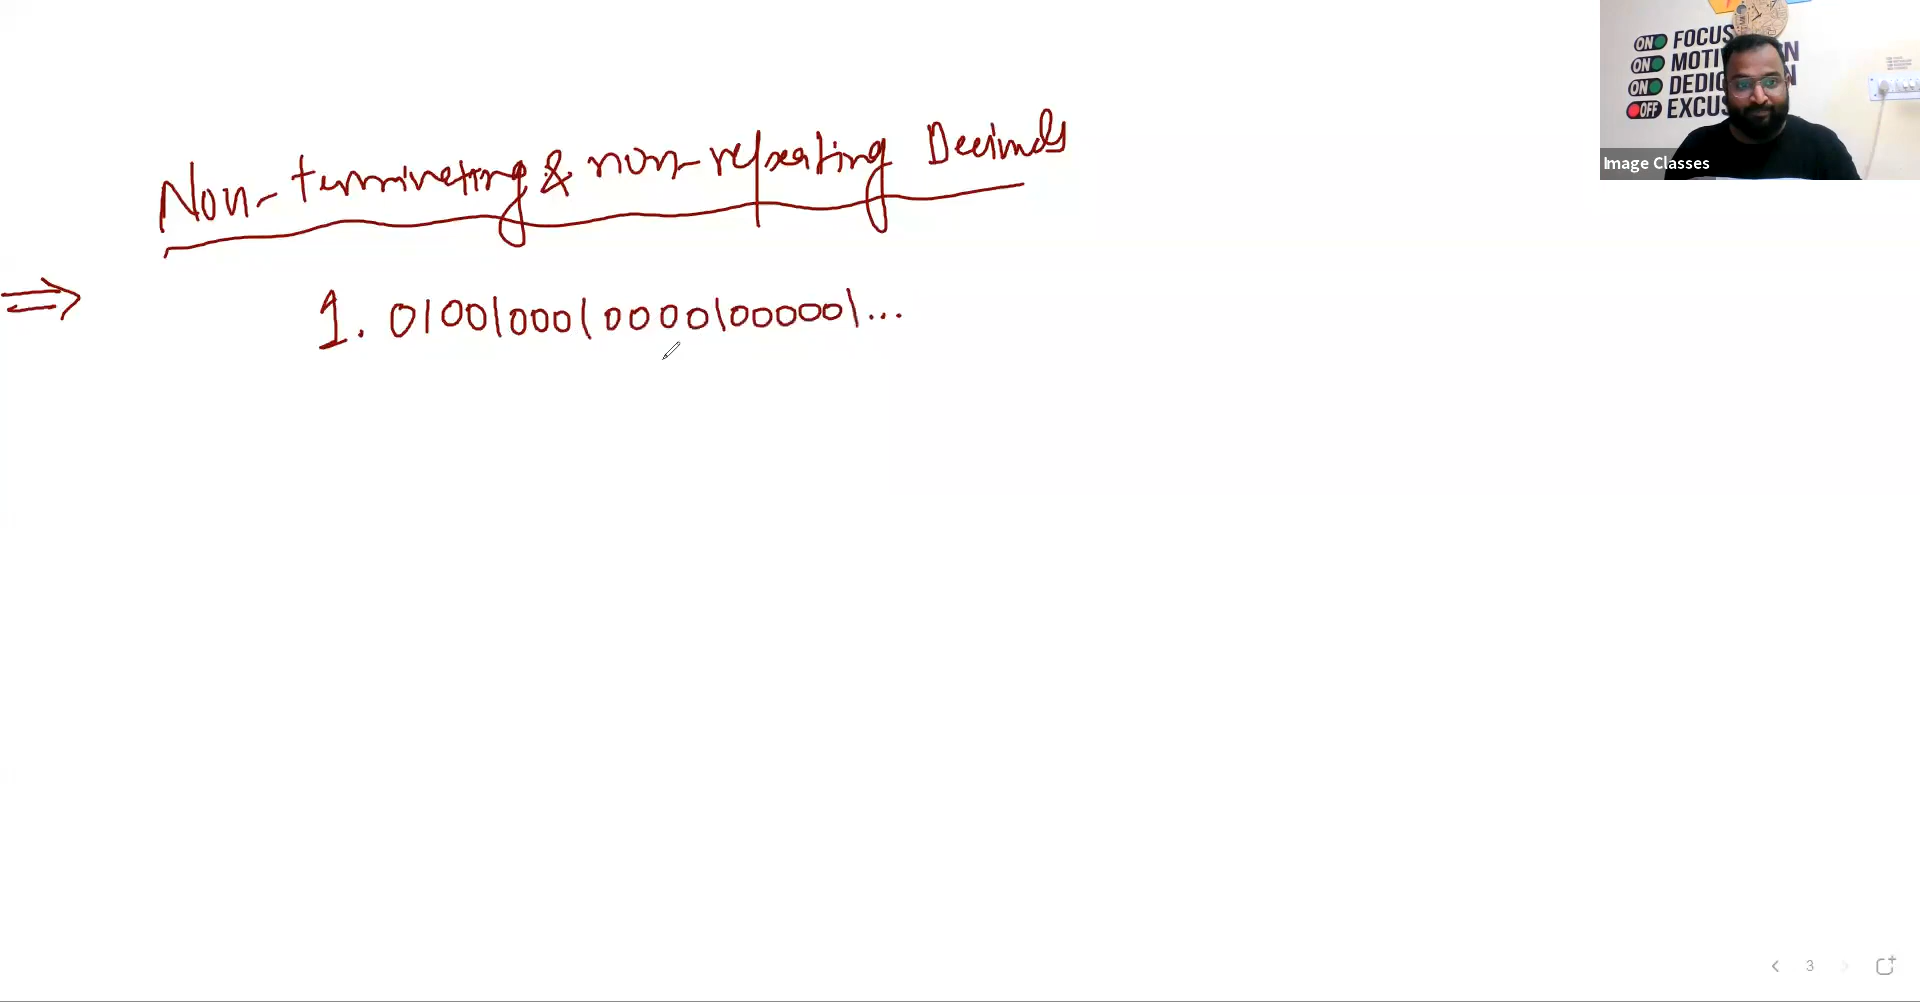 Non-terminating & non-repeating Decimals
⇒ 1. 01001000100001000001...
ON FOCUS
ON MOTI N
ON DEDIC N
OFF EXCUS
Image Classes
3